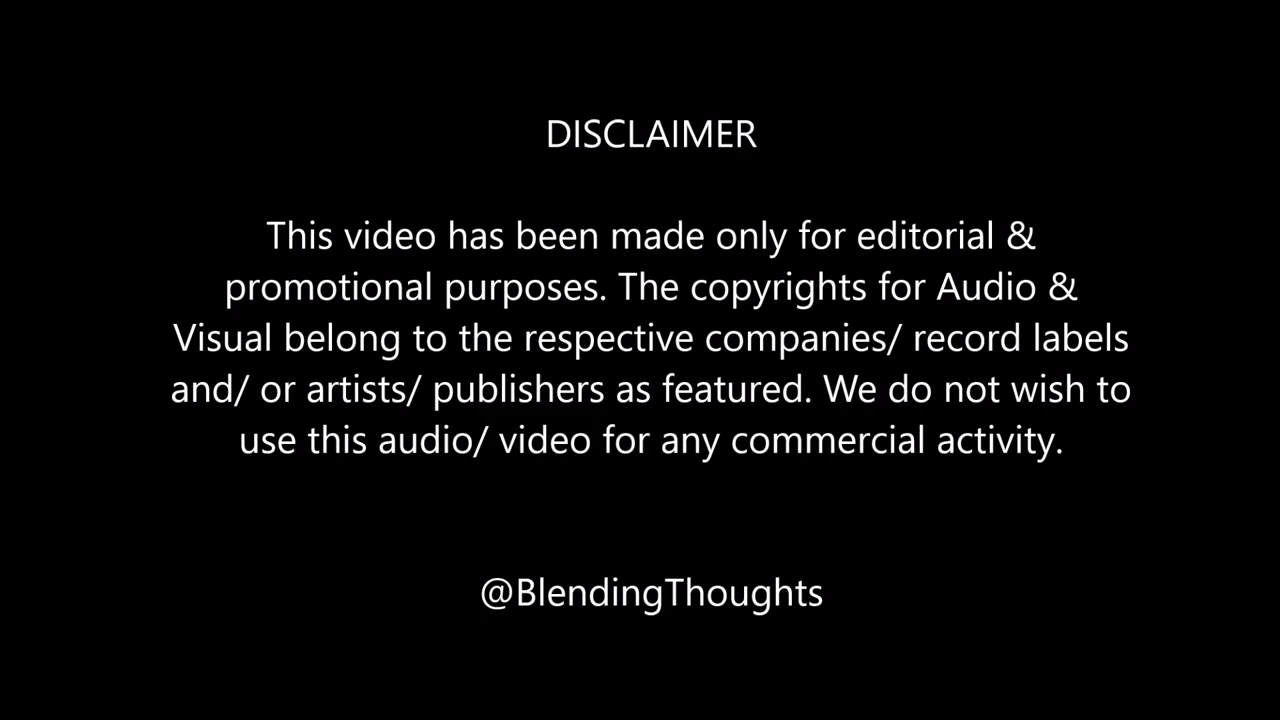 DISCLAIMER
This video has been made only for editorial &
promotional purposes. The copyrights for Audio &
Visual belong to the respective companies/ record labels
and/ or artists/ publishers as featured. We do not wish to
use this audio/ video for any commercial activity.
@BlendingThoughts